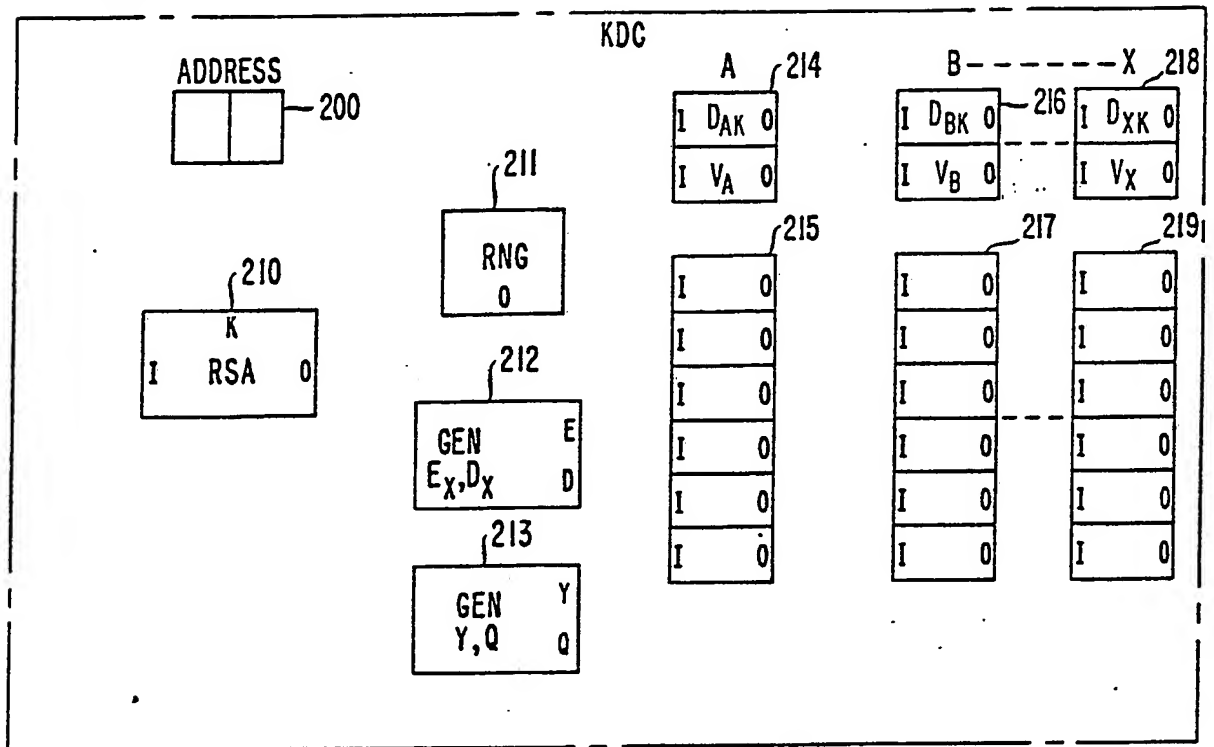 KDC
ADDRESS
200
A
214
B
X
218
I D_AK O
I V_A O
I D_BK O
216
I V_B O
I D_XK O
I V_X O
211
RNG
O
210
K
I RSA O
212
GEN
E_X,D_X
E
D
213
GEN
Y,Q
Y
Q
215
I O
I O
I O
I O
I O
I O
217
I O
I O
I O
I O
I O
I O
219
I O
I O
I O
I O
I O
I O